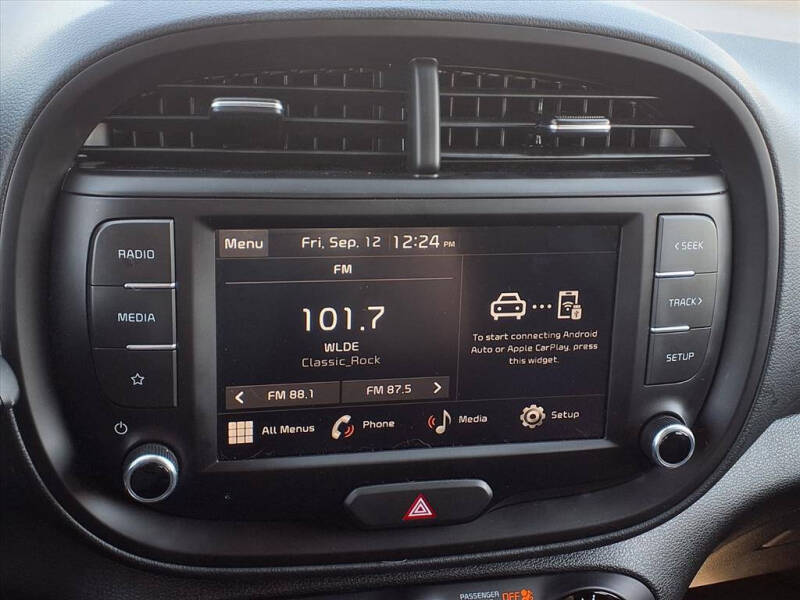 Menu Fri, Sep. 12 12:24 PM
FM
101.7
WLDE
Classic_Rock
FM 88.1 FM 87.5
To start connecting Android
Auto or Apple CarPlay, press
this widget.
All Menus Phone Media Setup
RADIO
MEDIA
< SEEK
TRACK >
SETUP
PASSENGER OFF